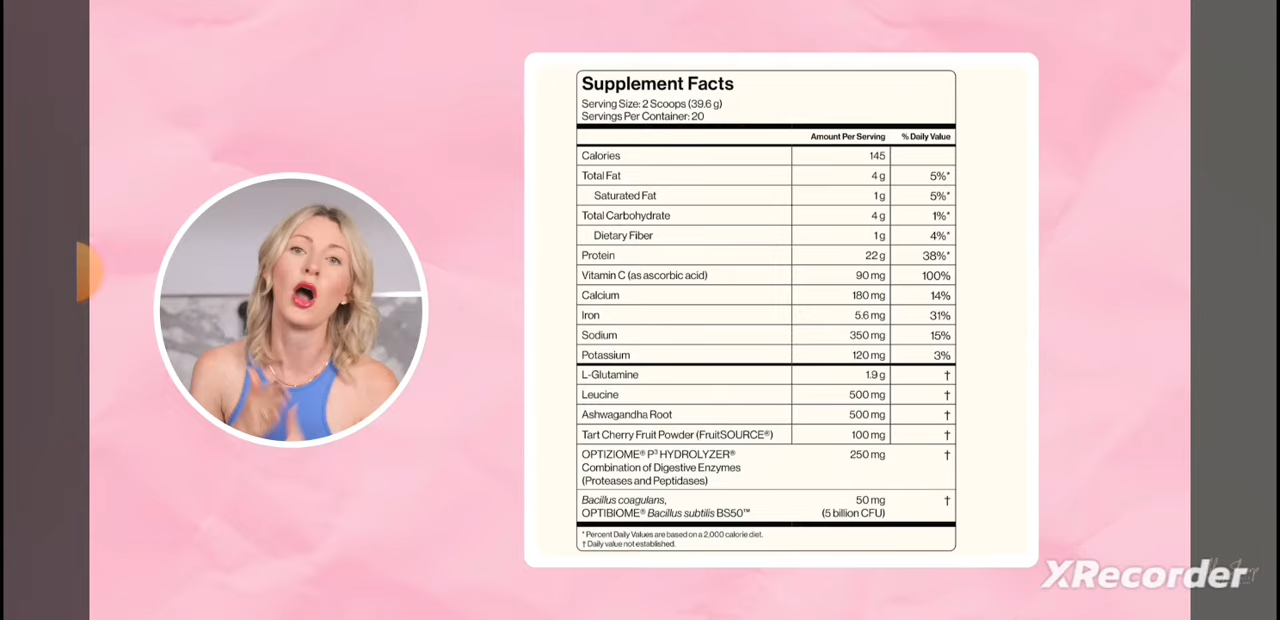 Supplement Facts
Serving Size: 2 Scoops (39.6 g)
Servings Per Container: 20
Amount Per Serving % Daily Value
Calories 145
Total Fat 4 g 5%*
Saturated Fat 1 g 5%*
Total Carbohydrate 4 g 1%*
Dietary Fiber 1 g 4%*
Protein 22 g 38%*
Vitamin C (as ascorbic acid) 90 mg 100%
Calcium 180 mg 14%
Iron 5.6 mg 31%
Sodium 350 mg 15%
Potassium 120 mg 3%
L-Glutamine 1.9 g †
Leucine 500 mg †
Ashwagandha Root 500 mg †
Tart Cherry Fruit Powder (FruitSOURCE®) 100 mg †
OPTIZIOME® P³ HYDROLYZER® 250 mg †
Combination of Digestive Enzymes
(Proteases and Peptidases)
Bacillus coagulans, 50 mg †
OPTIBIOME® Bacillus subtilis BS50™ (5 billion CFU)
* Percent Daily Values are based on a 2,000 calorie diet.
† Daily value not established.
XRecorder